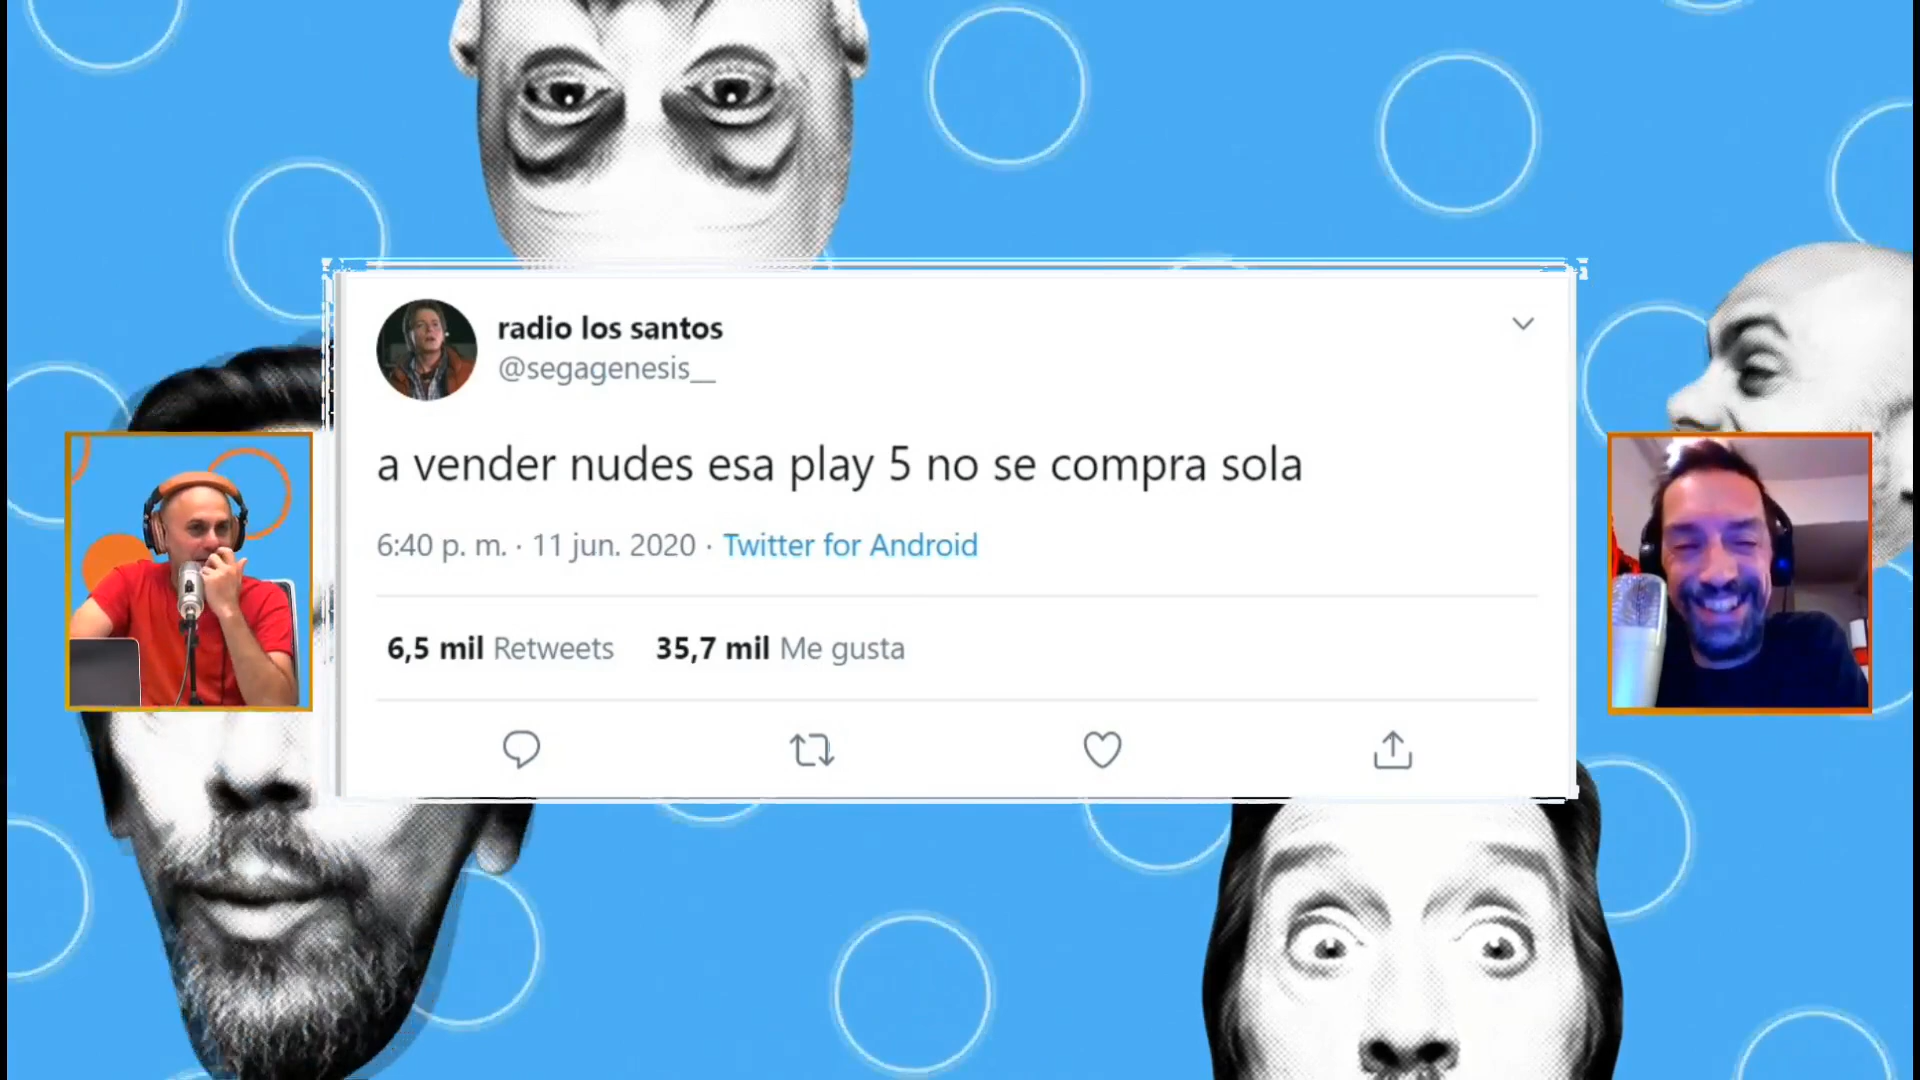 radio los santos
@segagenesis__
a vender nudes esa play 5 no se compra sola
6:40 p. m. · 11 jun. 2020 · Twitter for Android
6,5 mil Retweets 35,7 mil Me gusta